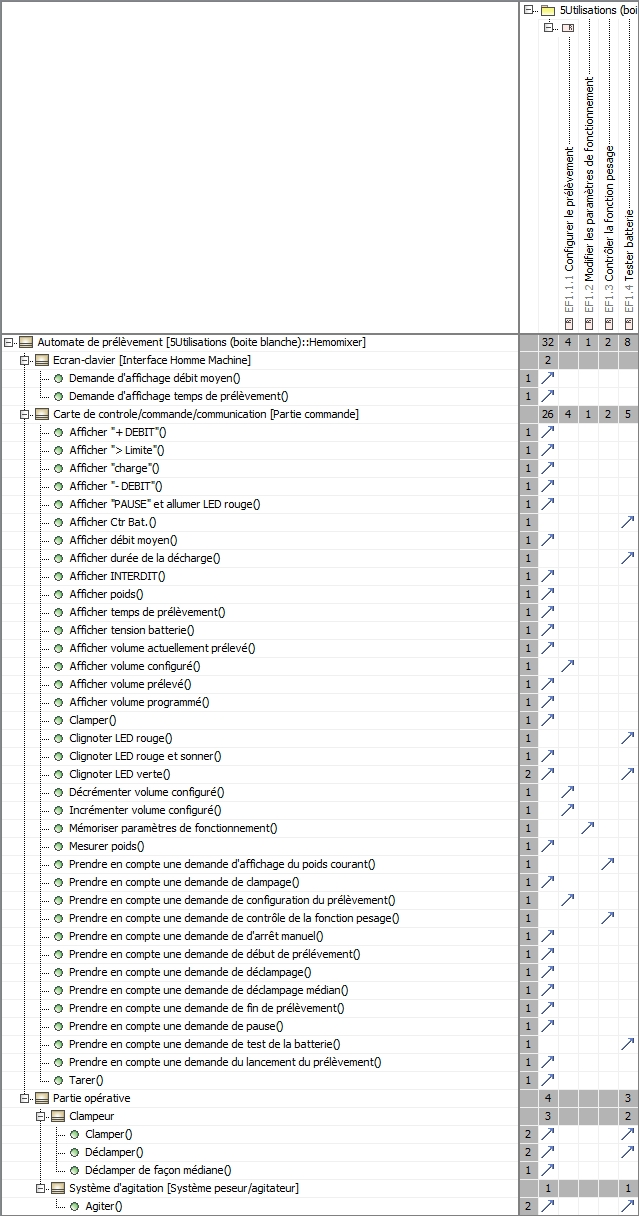 5Utilisations (boi
EF1.1.1 Configurer le prélèvement
EF1.2 Modifier les paramètres de fonctionnement
EF1.3 Contrôler la fonction pesage
EF1.4 Tester batterie
Automate de prélèvement [5Utilisations (boite blanche)::Hemomixer] 32 4 1 2 8
Ecran-clavier [Interface Homme Machine] 2
Demande d'affichage débit moyen() 1
Demande d'affichage temps de prélèvement() 1
Carte de controle/commande/communication [Partie commande] 26 4 1 2 5
Afficher "+ DEBIT"() 1
Afficher "> Limite"() 1
Afficher "charge"() 1
Afficher "- DEBIT"() 1
Afficher "PAUSE" et allumer LED rouge() 1
Afficher Ctr Bat.() 1
Afficher débit moyen() 1
Afficher durée de la décharge() 1
Afficher INTERDIT() 1
Afficher poids() 1
Afficher temps de prélèvement() 1
Afficher tension batterie() 1
Afficher volume actuellement prélevé() 1
Afficher volume configuré() 1
Afficher volume prélevé() 1
Afficher volume programmé() 1
Clamper() 1
Clignoter LED rouge() 1
Clignoter LED rouge et sonner() 1
Clignoter LED verte() 2
Décrémenter volume configuré() 1
Incrémenter volume configuré() 1
Mémoriser paramètres de fonctionnement() 1
Mesurer poids() 1
Prendre en compte une demande d'affichage du poids courant() 1
Prendre en compte une demande de clampage() 1
Prendre en compte une demande de configuration du prélèvement() 1
Prendre en compte une demande de contrôle de la fonction pesage() 1
Prendre en compte une demande de d'arrêt manuel() 1
Prendre en compte une demande de début de prélévement() 1
Prendre en compte une demande de déclampage() 1
Prendre en compte une demande de déclampage médian() 1
Prendre en compte une demande de fin de prélèvement() 1
Prendre en compte une demande de pause() 1
Prendre en compte une demande de test de la batterie() 1
Prendre en compte une demande du lancement du prélèvement() 1
Tarer() 1
Partie opérative 4 3
Clampeur 3 2
Clamper() 2
Déclamper() 2
Déclamper de façon médiane() 1
Système d'agitation [Système peseur/agitateur] 1 1
Agiter() 2